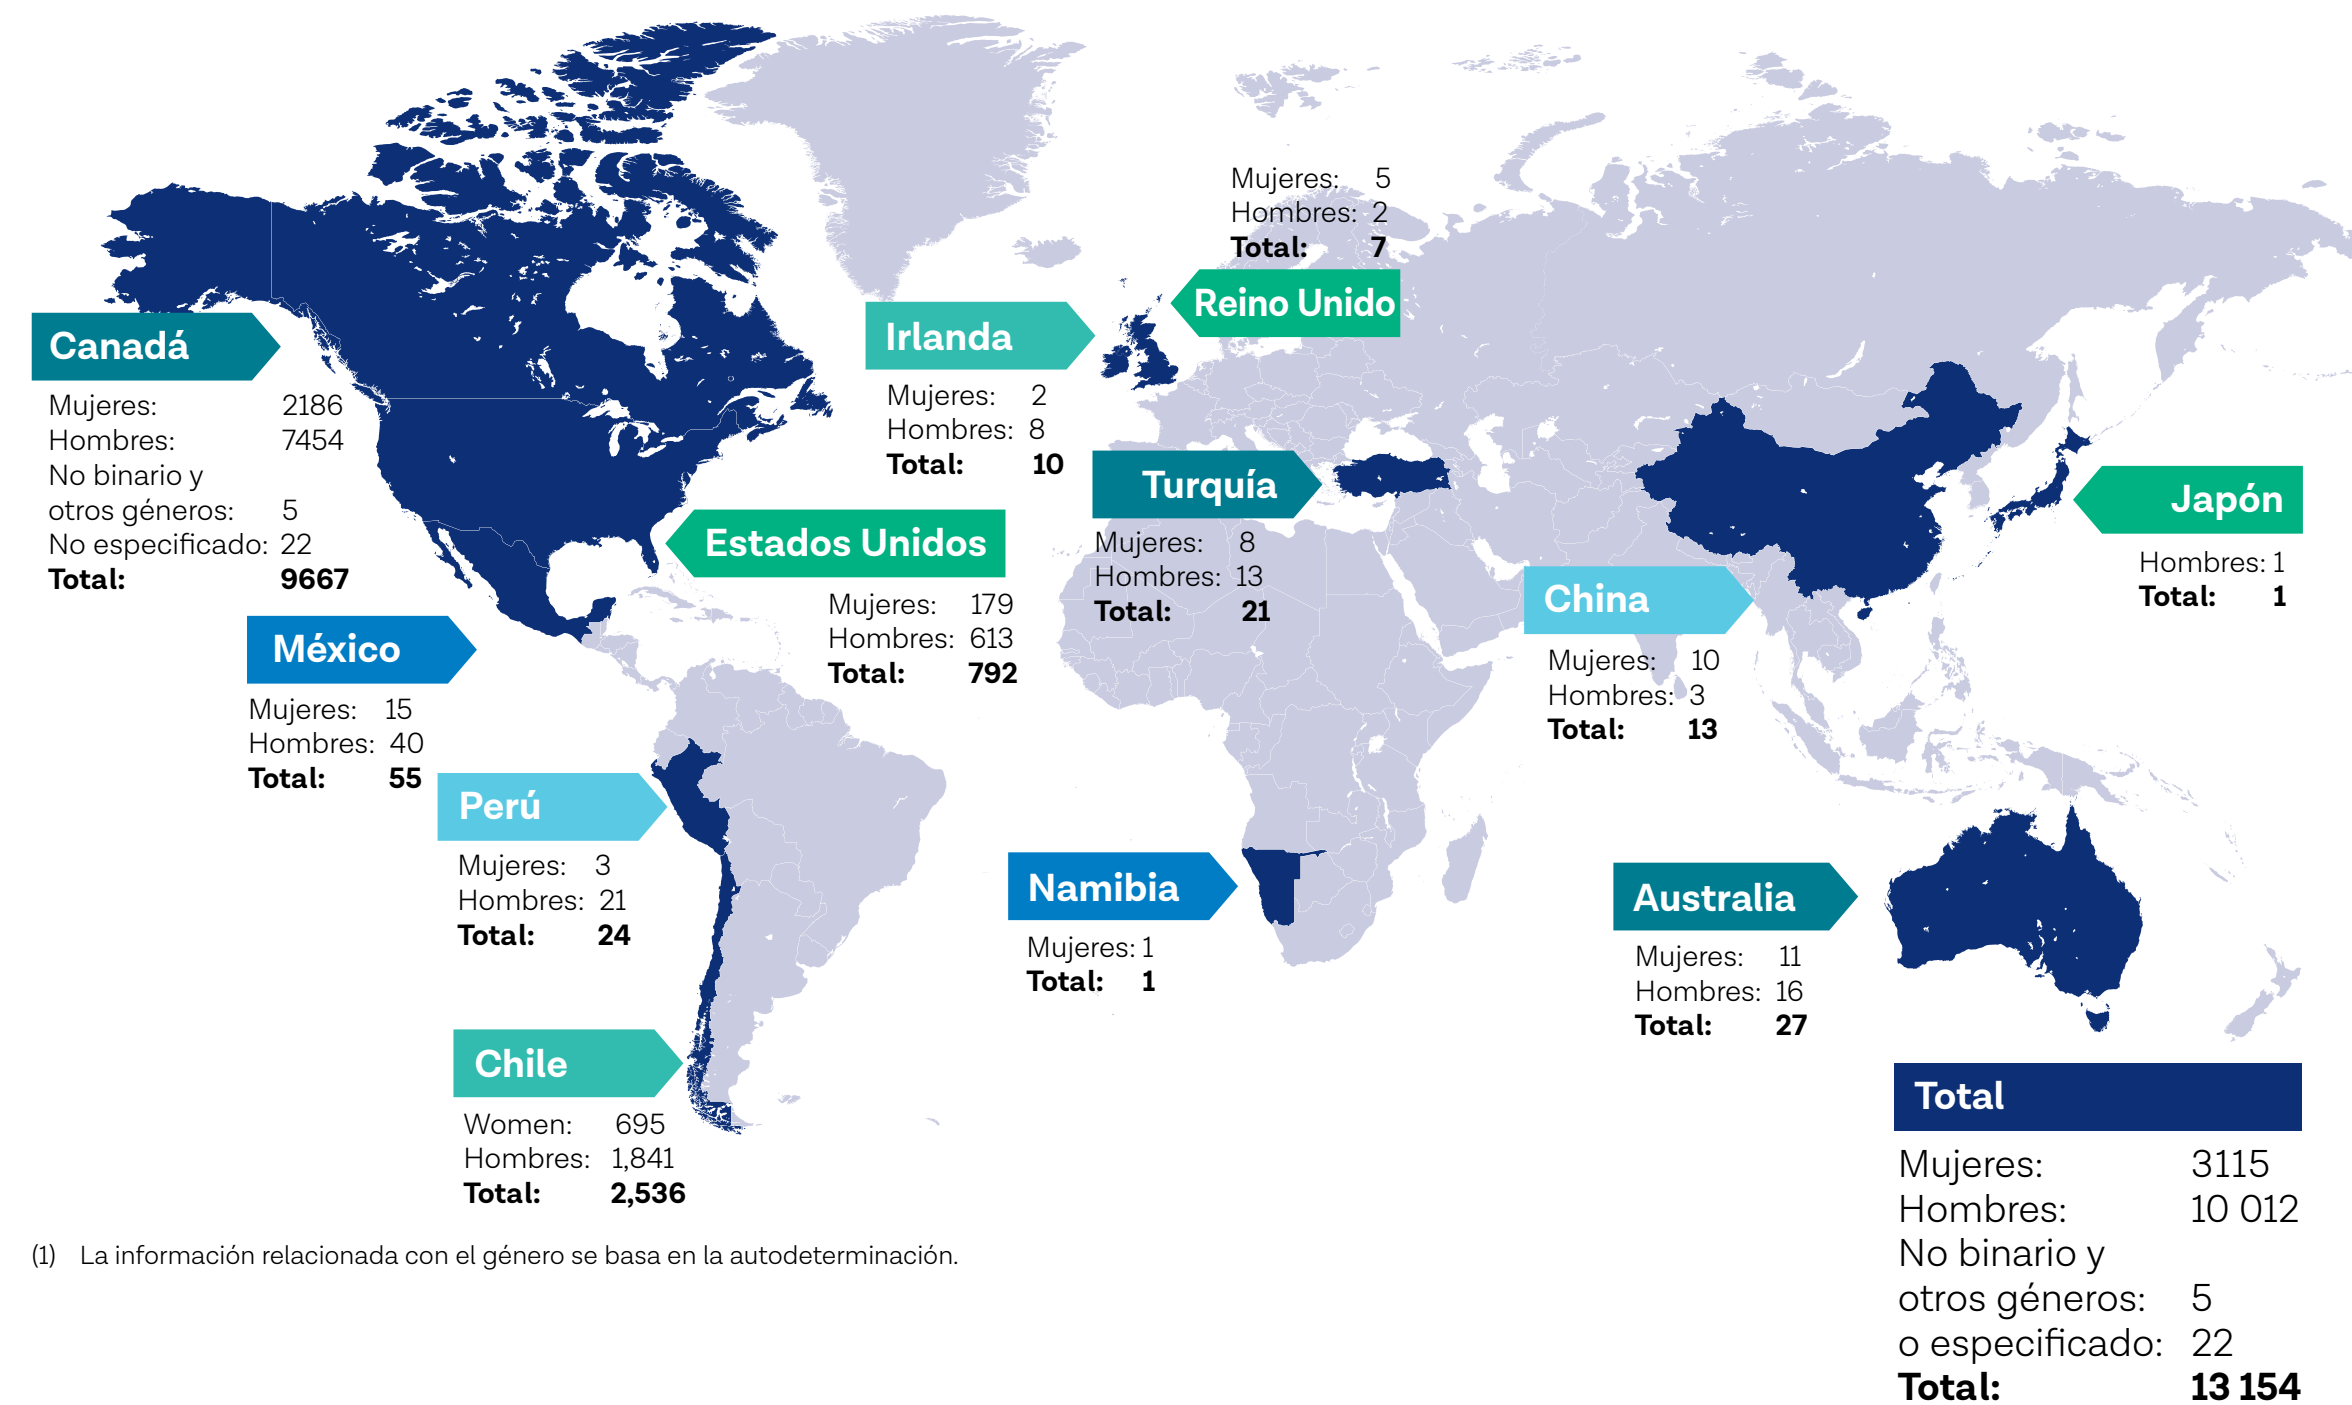 Mujeres: 5
Hombres: 2
Total: 7
Reino Unido
Irlanda
Mujeres: 2
Hombres: 8
Total: 10
Canadá
Mujeres: 2186
Hombres: 7454
No binario y
otros géneros: 5
No especificado: 22
Total: 9667
Turquía
Mujeres: 8
Hombres: 13
Total: 21
Japón
Hombres: 1
Total: 1
Estados Unidos
Mujeres: 179
Hombres: 613
Total: 792
China
Mujeres: 10
Hombres: 3
Total: 13
México
Mujeres: 15
Hombres: 40
Total: 55
Perú
Mujeres: 3
Hombres: 21
Total: 24
Namibia
Mujeres: 1
Total: 1
Australia
Mujeres: 11
Hombres: 16
Total: 27
Chile
Women: 695
Hombres: 1,841
Total: 2,536
Total
Mujeres: 3115
Hombres: 10 012
No binario y
otros géneros: 5
o especificado: 22
Total: 13 154
(1) La información relacionada con el género se basa en la autodeterminación.